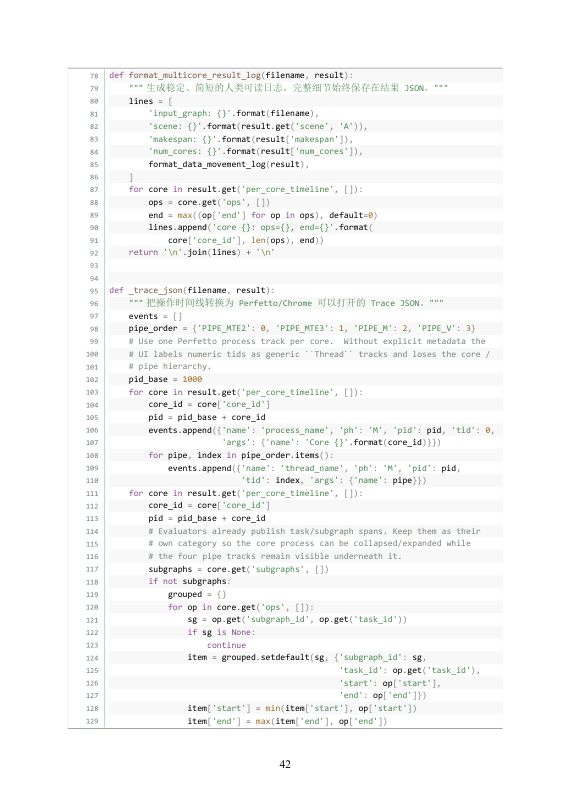 78 def format_multicore_result_log(filename, result):
79     """ 生成稳定、简短的人类可读日志。完整细节始终保存在结果 JSON。"""
80     lines = [
81         'input_graph: {}'.format(filename),
82         'scene: {}'.format(result.get('scene', 'A')),
83         'makespan: {}'.format(result['makespan']),
84         'num_cores: {}'.format(result['num_cores']),
85         format_data_movement_log(result),
86     ]
87     for core in result.get('per_core_timeline', []):
88         ops = core.get('ops', [])
89         end = max((op['end'] for op in ops), default=0)
90         lines.append('core {}: ops={}, end={}'.format(
91             core['core_id'], len(ops), end))
92     return '\n'.join(lines) + '\n'
93
94
95 def _trace_json(filename, result):
96     """ 把操作时间线转换为 Perfetto/Chrome 可以打开的 Trace JSON。"""
97     events = []
98     pipe_order = {'PIPE_MTE2': 0, 'PIPE_MTE3': 1, 'PIPE_M': 2, 'PIPE_V': 3}
99     # Use one Perfetto process track per core.  Without explicit metadata the
100     # UI labels numeric tids as generic ``Thread`` tracks and loses the core /
101     # pipe hierarchy.
102     pid_base = 1000
103     for core in result.get('per_core_timeline', []):
104         core_id = core['core_id']
105         pid = pid_base + core_id
106         events.append({'name': 'process_name', 'ph': 'M', 'pid': pid, 'tid': 0,
107                        'args': {'name': 'Core {}'.format(core_id)}})
108         for pipe, index in pipe_order.items():
109             events.append({'name': 'thread_name', 'ph': 'M', 'pid': pid,
110                            'tid': index, 'args': {'name': pipe}})
111     for core in result.get('per_core_timeline', []):
112         core_id = core['core_id']
113         pid = pid_base + core_id
114         # Evaluators already publish task/subgraph spans. Keep them as their
115         # own category so the core process can be collapsed/expanded while
116         # the four pipe tracks remain visible underneath it.
117         subgraphs = core.get('subgraphs', [])
118         if not subgraphs:
119             grouped = {}
120             for op in core.get('ops', []):
121                 sg = op.get('subgraph_id', op.get('task_id'))
122                 if sg is None:
123                     continue
124                 item = grouped.setdefault(sg, {'subgraph_id': sg,
125                                                'task_id': op.get('task_id'),
126                                                'start': op['start'],
127                                                'end': op['end']})
128                 item['start'] = min(item['start'], op['start'])
129                 item['end'] = max(item['end'], op['end'])
42